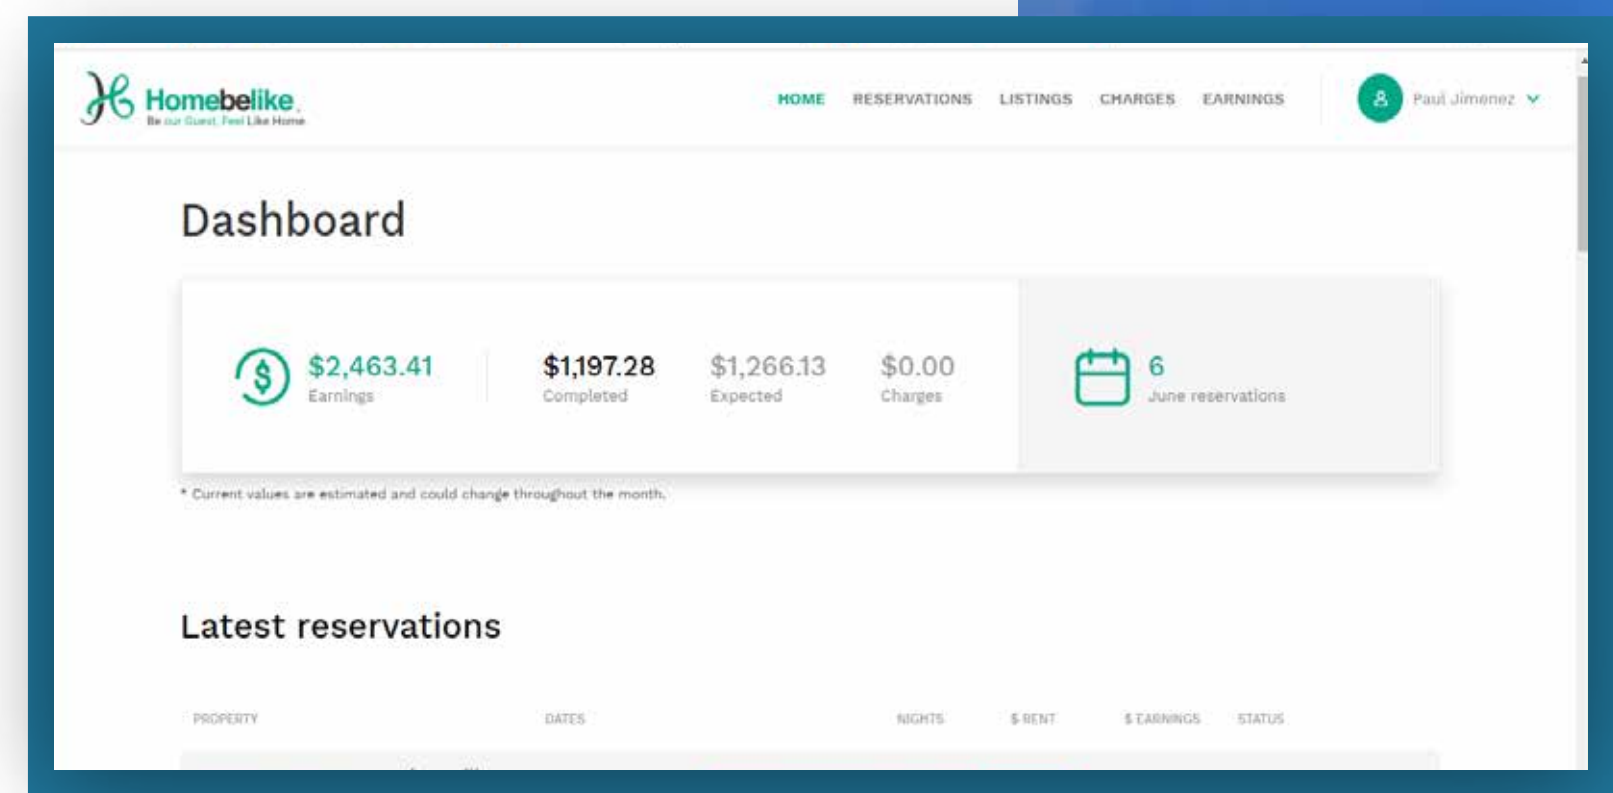 Homebelike
Be our Guest, Feel Like Home
HOME RESERVATIONS LISTINGS CHARGES EARNINGS Paul Jimenez
Dashboard
$2,463.41 $1,197.28 $1,266.13 $0.00 6
Earnings Completed Expected Charges June reservations
* Current values are estimated and could change throughout the month.
Latest reservations
PROPERTY DATES NIGHTS $ RENT $ EARNINGS STATUS